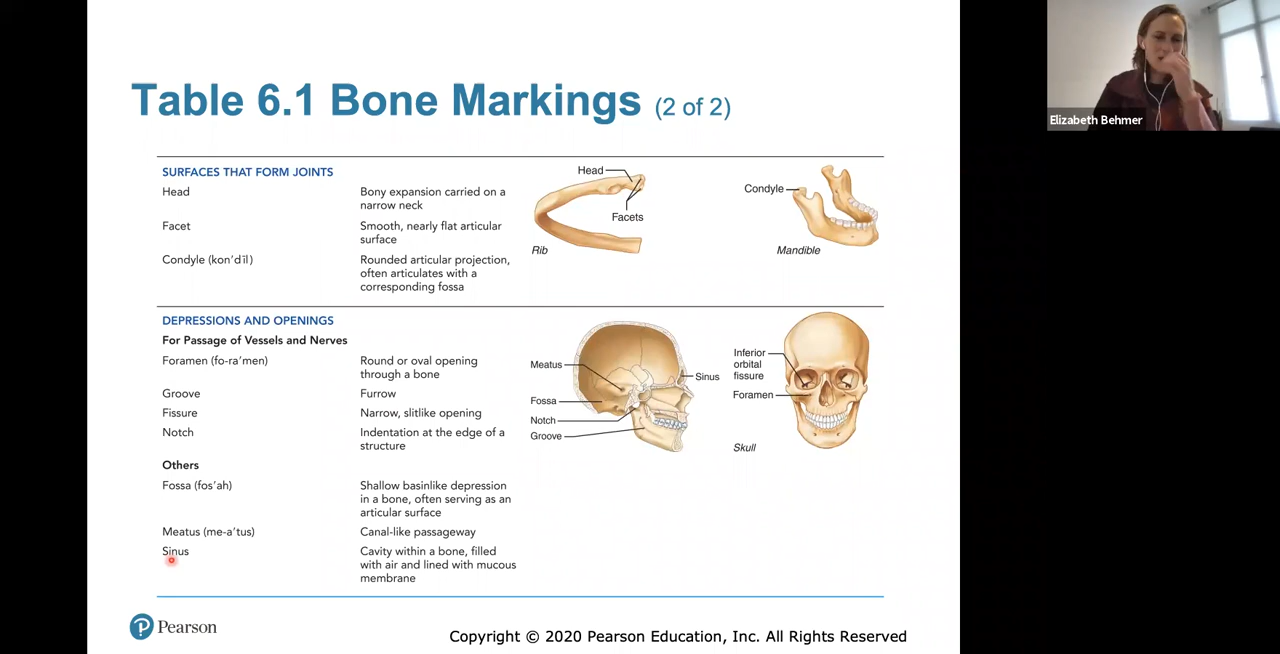 Elizabeth Behmer
Table 6.1 Bone Markings (2 of 2)
SURFACES THAT FORM JOINTS
Head
Bony expansion carried on a
narrow neck
Facet
Smooth, nearly flat articular
surface
Condyle (kon′dīl)
Rounded articular projection,
often articulates with a
corresponding fossa
Head
Facets
Rib
Condyle
Mandible
DEPRESSIONS AND OPENINGS
For Passage of Vessels and Nerves
Foramen (fo-ra′men)
Round or oval opening
through a bone
Groove
Furrow
Fissure
Narrow, slitlike opening
Notch
Indentation at the edge of a
structure
Others
Fossa (fos′ah)
Shallow basinlike depression
in a bone, often serving as an
articular surface
Meatus (me-a′tus)
Canal-like passageway
Sinus
Cavity within a bone, filled
with air and lined with mucous
membrane
Meatus
Sinus
Fossa
Notch
Groove
Inferior
orbital
fissure
Foramen
Skull
P Pearson
Copyright © 2020 Pearson Education, Inc. All Rights Reserved